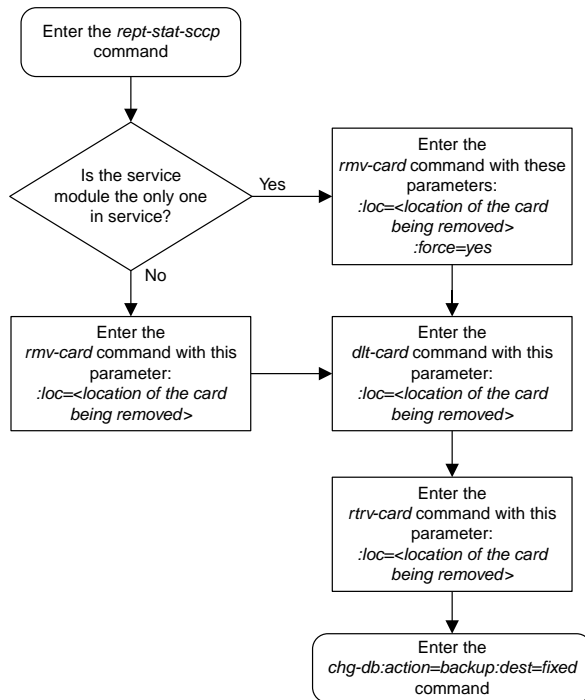 Enter the rept-stat-sccp
command
Is the service
module the only one
in service?
Yes
No
Enter the
rmv-card command with these
parameters:
:loc=<location of the card
being removed>
:force=yes
Enter the
rmv-card command with this
parameter:
:loc=<location of the card
being removed>
Enter the
dlt-card command with this
parameter:
:loc=<location of the card
being removed>
Enter the
rtrv-card command with this
parameter:
:loc=<location of the card
being removed>
Enter the
chg-db:action=backup:dest=fixed
command